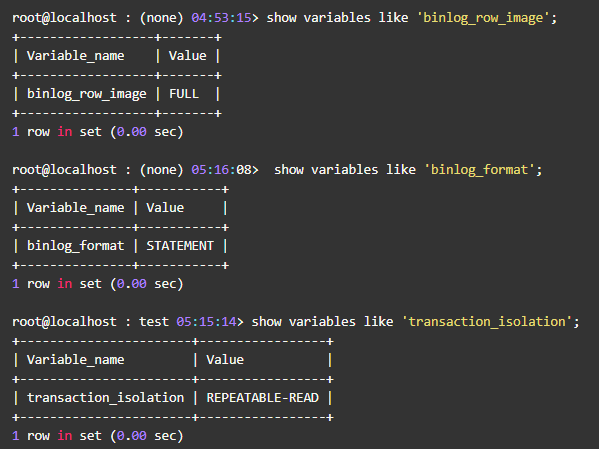 root@localhost : (none) 04:53:15> show variables like 'binlog_row_image';
+------------------+-------+
| Variable_name    | Value |
+------------------+-------+
| binlog_row_image | FULL  |
+------------------+-------+
1 row in set (0.00 sec)
root@localhost : (none) 05:16:08>  show variables like 'binlog_format';
+---------------+-----------+
| Variable_name | Value     |
+---------------+-----------+
| binlog_format | STATEMENT |
+---------------+-----------+
1 row in set (0.00 sec)
root@localhost : test 05:15:14> show variables like 'transaction_isolation';
+-----------------------+-----------------+
| Variable_name         | Value           |
+-----------------------+-----------------+
| transaction_isolation | REPEATABLE-READ |
+-----------------------+-----------------+
1 row in set (0.00 sec)